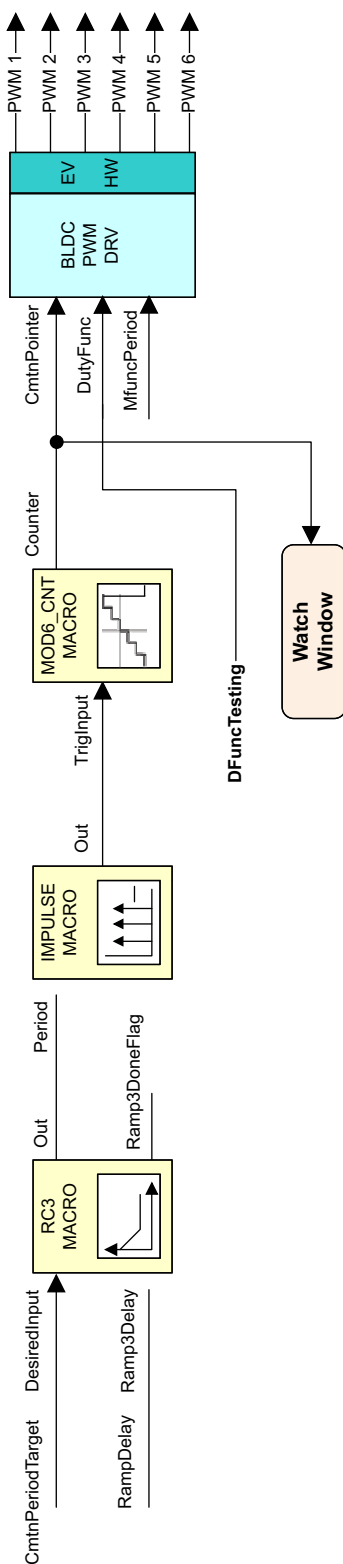 CmtnPeriodTarget
DesiredInput
RampDelay
Ramp3Delay
RC3
MACRO
Out
Period
Ramp3DoneFlag
IMPULSE
MACRO
Out
TrigInput
MOD6_CNT
MACRO
Counter
CmtnPointer
DFuncTesting
DutyFunc
MfuncPeriod
Watch
Window
BLDC
PWM
DRV
EV
HW
PWM 1
PWM 2
PWM 3
PWM 4
PWM 5
PWM 6